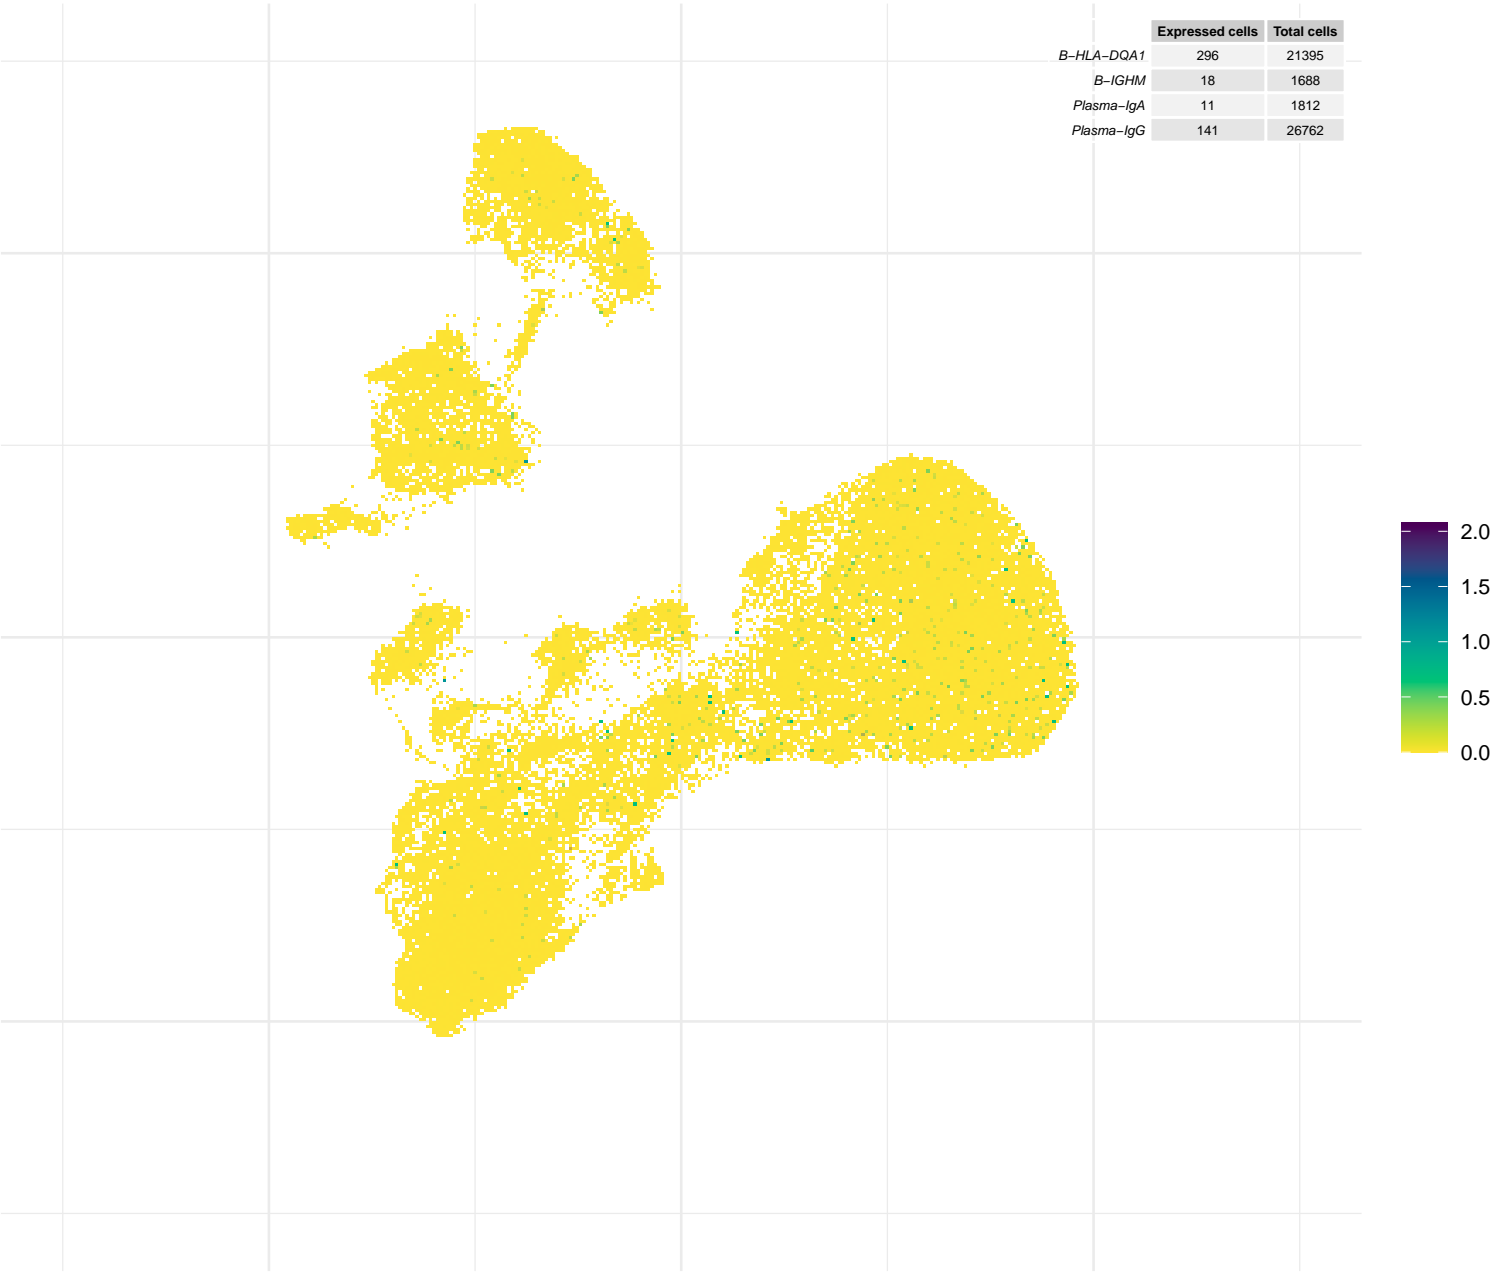 Expressed cells Total cells
B−HLA−DQA1 296 21395
B−IGHM 18 1688
Plasma−IgA 11 1812
Plasma−IgG 141 26762
2.0
1.5
1.0
0.5
0.0